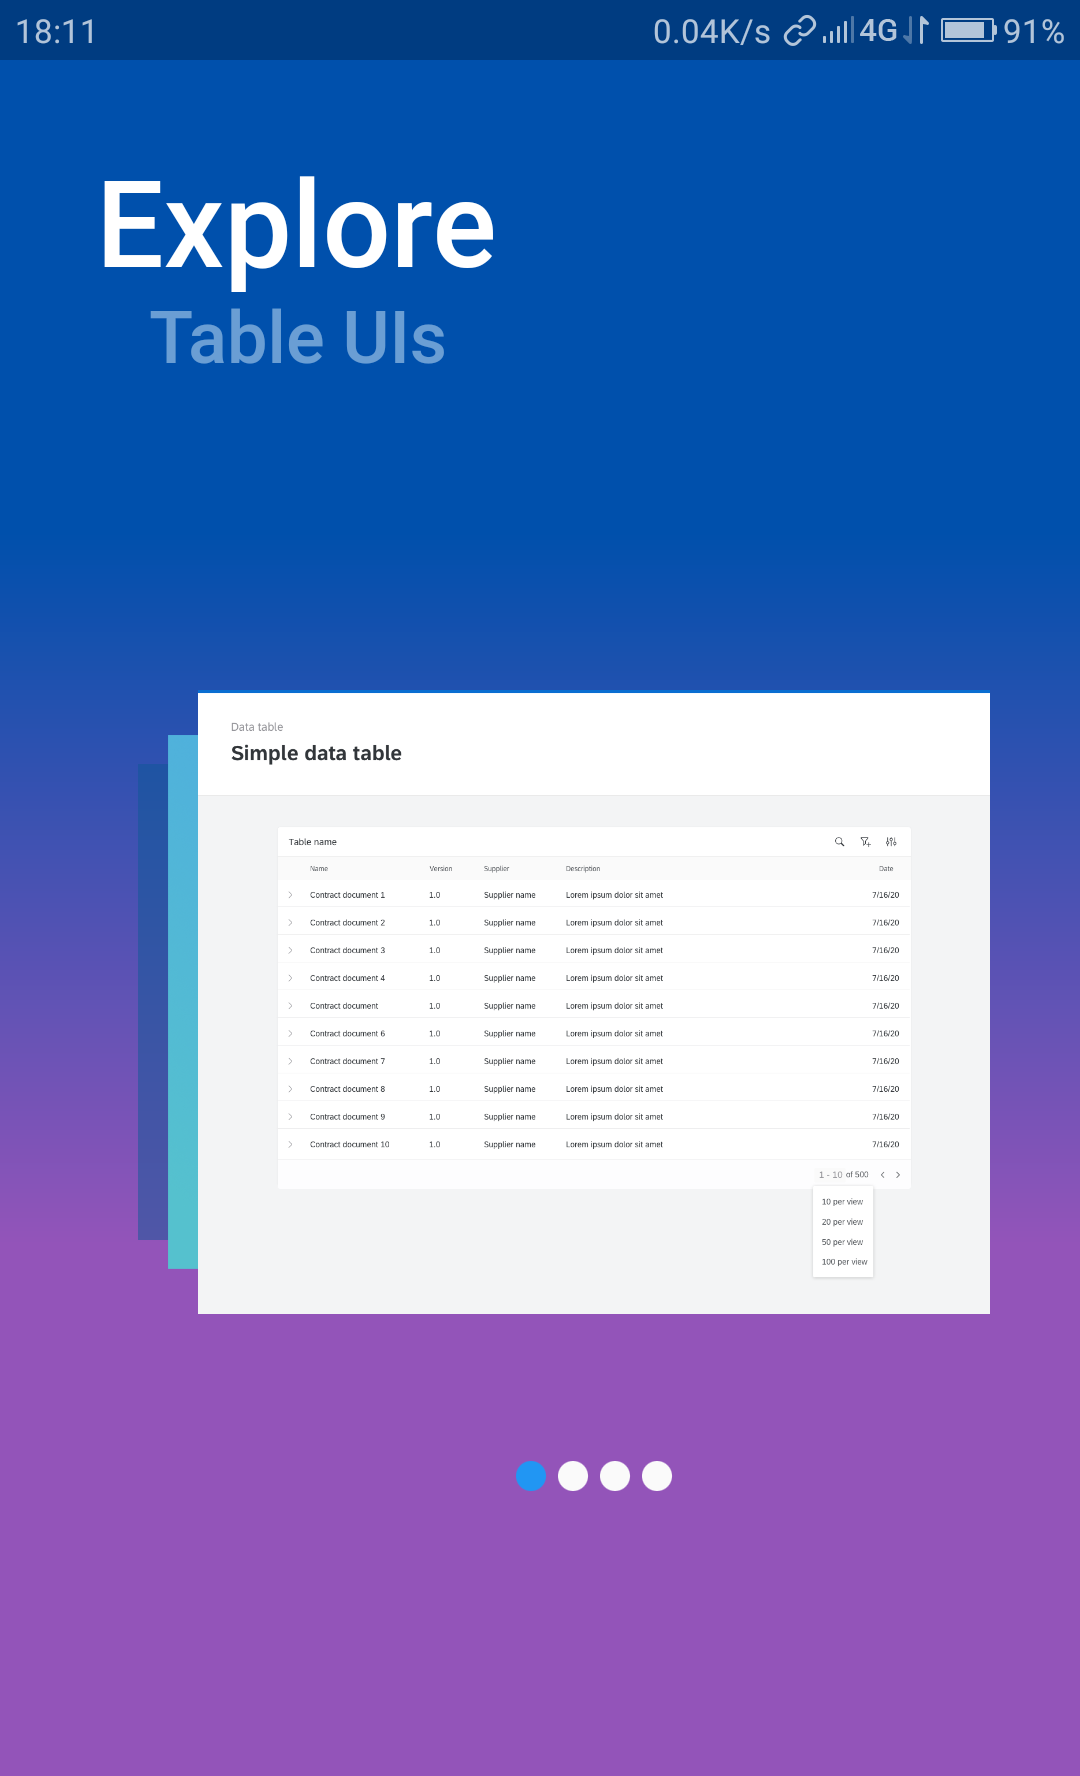 18:11 0.04K/s 4G 91%
Explore
Table UIs
Data table
Simple data table
Table name
Name Version Supplier Description Date
Contract document 1 1.0 Supplier name Lorem ipsum dolor sit amet 7/16/20
Contract document 2 1.0 Supplier name Lorem ipsum dolor sit amet 7/16/20
Contract document 3 1.0 Supplier name Lorem ipsum dolor sit amet 7/16/20
Contract document 4 1.0 Supplier name Lorem ipsum dolor sit amet 7/16/20
Contract document 1.0 Supplier name Lorem ipsum dolor sit amet 7/16/20
Contract document 6 1.0 Supplier name Lorem ipsum dolor sit amet 7/16/20
Contract document 7 1.0 Supplier name Lorem ipsum dolor sit amet 7/16/20
Contract document 8 1.0 Supplier name Lorem ipsum dolor sit amet 7/16/20
Contract document 9 1.0 Supplier name Lorem ipsum dolor sit amet 7/16/20
Contract document 10 1.0 Supplier name Lorem ipsum dolor sit amet 7/16/20
1 - 10 of 500
10 per view
20 per view
50 per view
100 per view